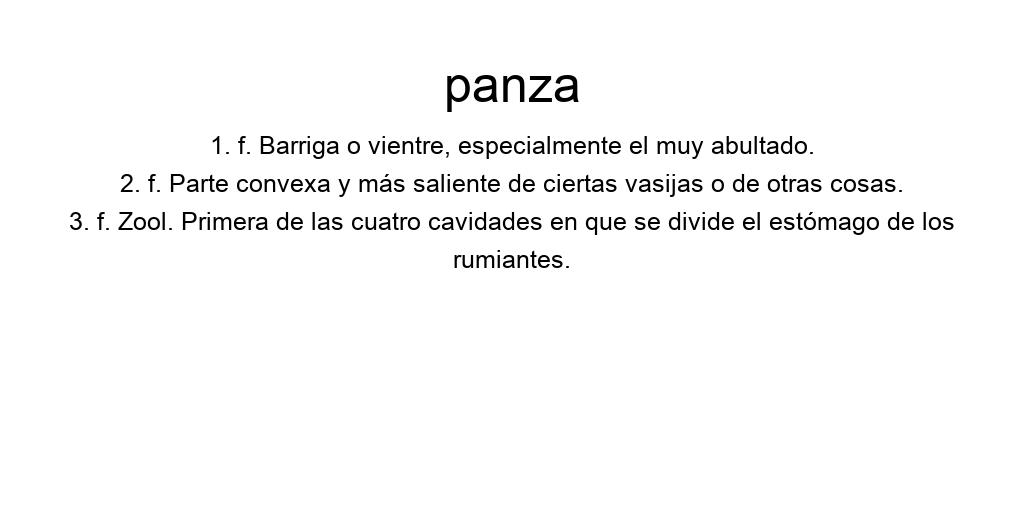 panza
1. f. Barriga o vientre, especialmente el muy abultado.
2. f. Parte convexa y más saliente de ciertas vasijas o de otras cosas.
3. f. Zool. Primera de las cuatro cavidades en que se divide el estómago de los
rumiantes.